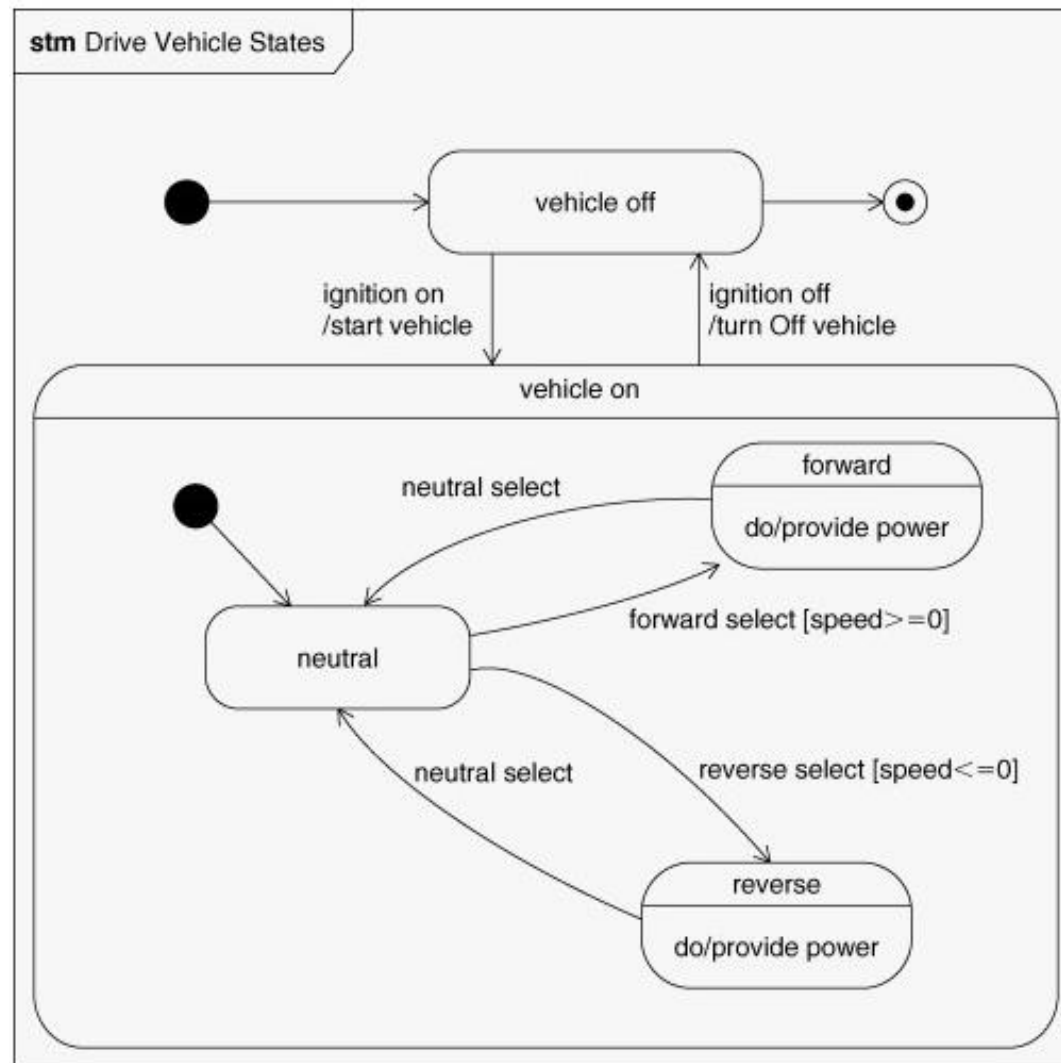 stm Drive Vehicle States
vehicle off
ignition on
/start vehicle
ignition off
/turn Off vehicle
vehicle on
forward
do/provide power
neutral select
forward select [speed>=0]
neutral
reverse select [speed<=0]
neutral select
reverse
do/provide power